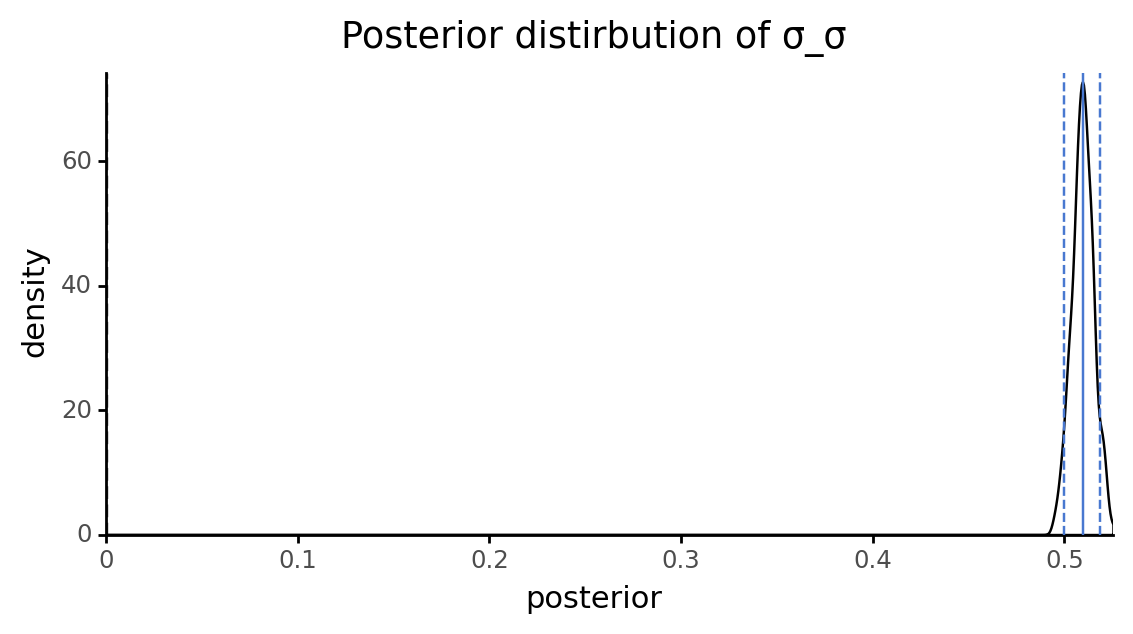 Posterior distirbution of σ_σ
density
60
40
20
0
0 0.1 0.2 0.3 0.4 0.5
posterior